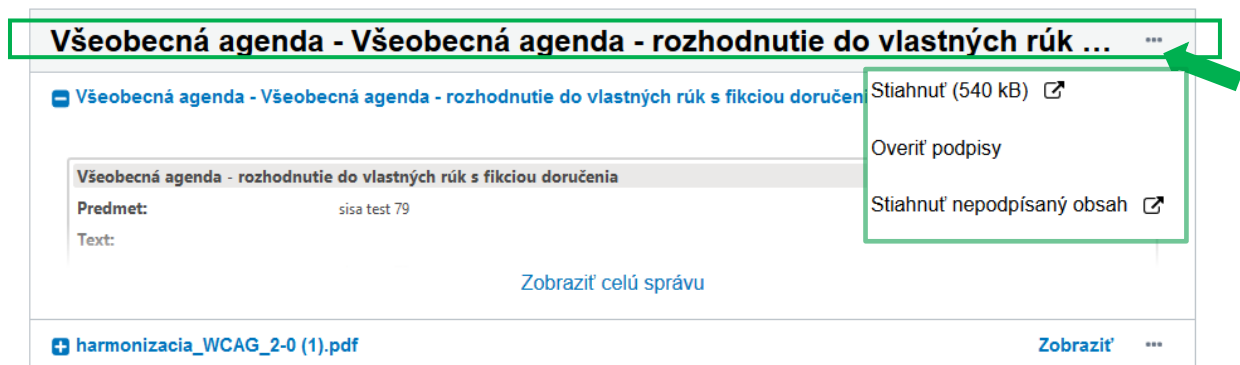 Všeobecná agenda - Všeobecná agenda - rozhodnutie do vlastných rúk ...
Všeobecná agenda - Všeobecná agenda - rozhodnutie do vlastných rúk s fikciou doručeni
Stiahnuť (540 kB)
Overiť podpisy
Stiahnuť nepodpísaný obsah
Všeobecná agenda - rozhodnutie do vlastných rúk s fikciou doručenia
Predmet: sisa test 79
Text:
Zobraziť celú správu
harmonizacia_WCAG_2-0 (1).pdf Zobraziť